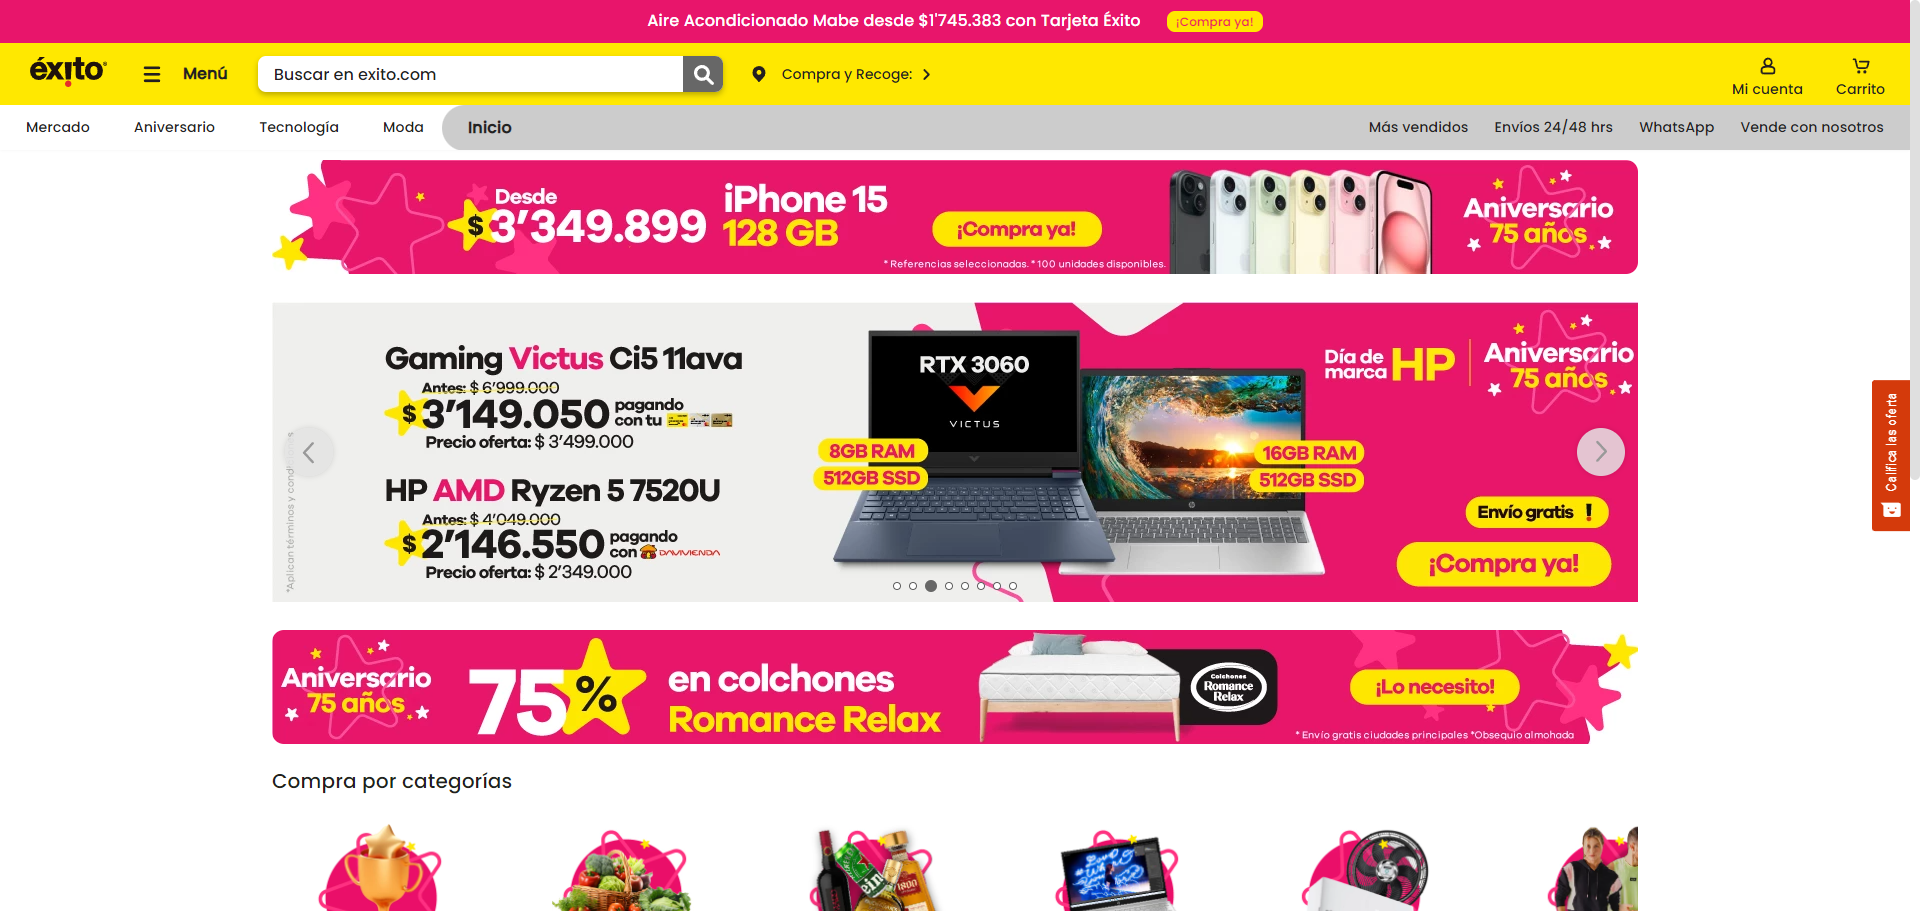 Aire Acondicionado Mabe desde $1'745.383 con Tarjeta Éxito ¡Compra ya!
éxito
Menú
Buscar en exito.com
Compra y Recoge:
Mi cuenta
Carrito
Mercado
Aniversario
Tecnología
Moda
Inicio
Más vendidos
Envíos 24/48 hrs
WhatsApp
Vende con nosotros
Desde
$3'349.899
iPhone 15
128 GB
¡Compra ya!
* Referencias seleccionadas. * 100 unidades disponibles.
Aniversario
75 años
Gaming Victus Ci5 11ava
Antes: $ 6'999.000
$3'149.050 pagando
con tu
Precio oferta: $ 3'499.000
HP AMD Ryzen 5 7520U
Antes: $ 4'049.000
$2'146.550 pagando
con DAVIVIENDA
Precio oferta: $ 2'349.000
RTX 3060
VICTUS
8GB RAM
512GB SSD
16GB RAM
512GB SSD
Día de
marca HP
Aniversario
75 años
Envío gratis !
¡Compra ya!
Califica las oferta
Aniversario
75 años
75%
en colchones
Romance Relax
Colchones
Romance
Relax
¡Lo necesito!
* Envío gratis ciudades principales *Obsequio almohada
Compra por categorías
1800